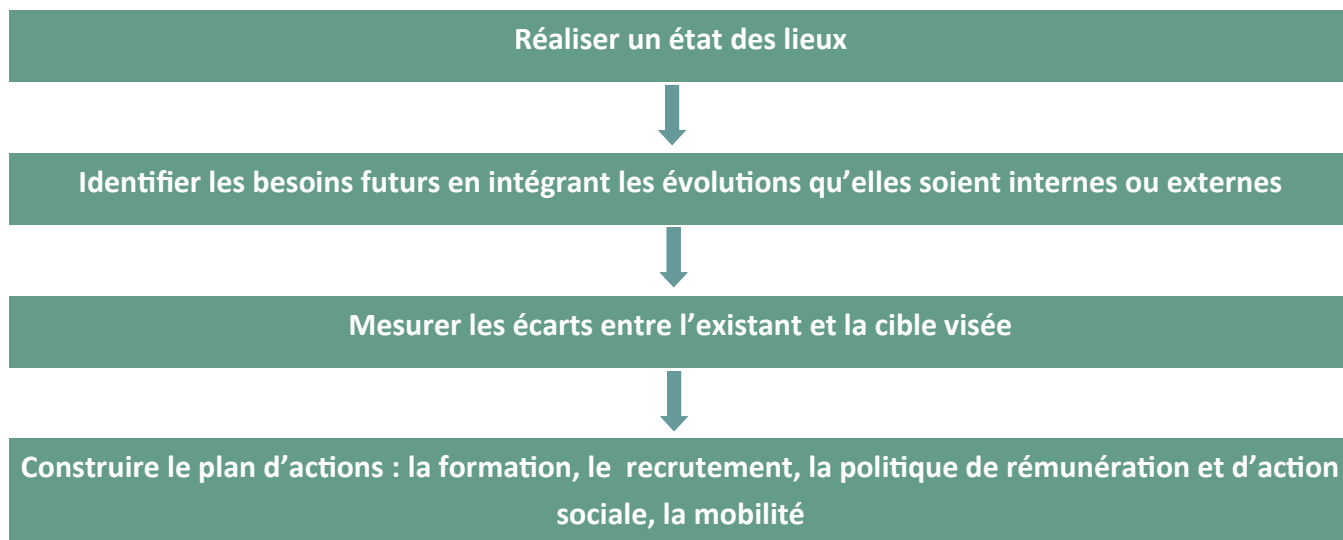 Réaliser un état des lieux
Identifier les besoins futurs en intégrant les évolutions qu’elles soient internes ou externes
Mesurer les écarts entre l’existant et la cible visée
Construire le plan d’actions : la formation, le  recrutement, la politique de rémunération et d’action
sociale, la mobilité